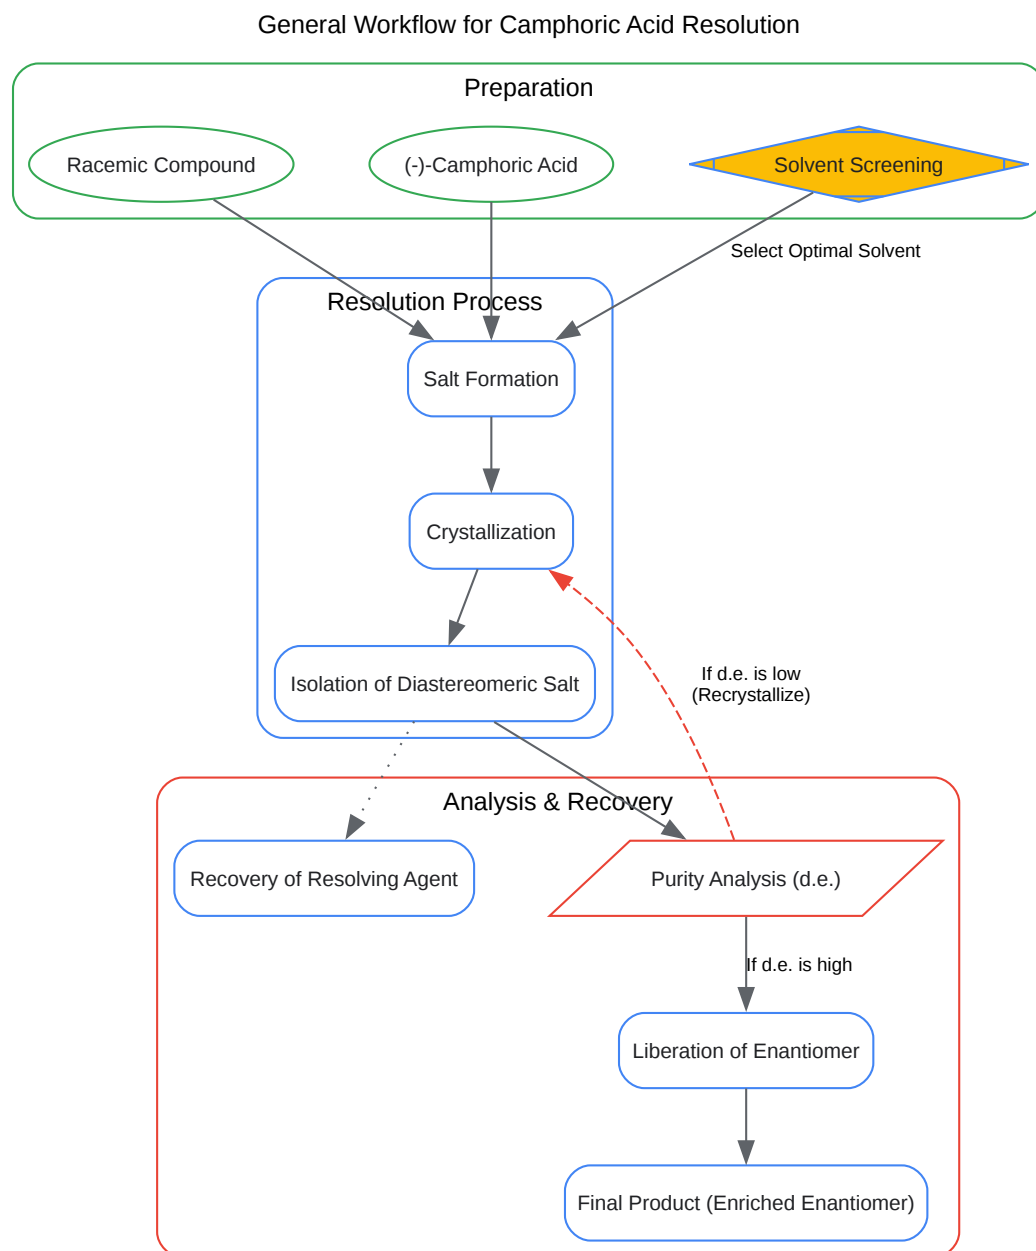 General Workflow for Camphoric Acid Resolution
Preparation
Racemic Compound
(-)-Camphoric Acid
Solvent Screening
Select Optimal Solvent
Resolution Process
Salt Formation
Crystallization
Isolation of Diastereomeric Salt
If d.e. is low
(Recrystallize)
Analysis & Recovery
Recovery of Resolving Agent
Purity Analysis (d.e.)
If d.e. is high
Liberation of Enantiomer
Final Product (Enriched Enantiomer)